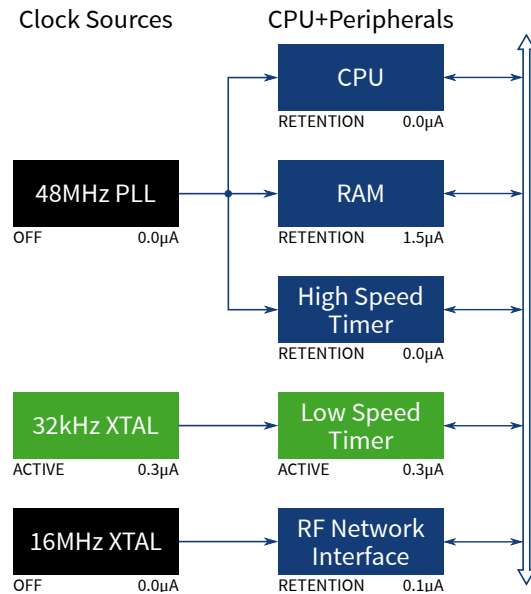 Clock Sources
CPU+Peripherals
CPU
RETENTION 0.0µA
48MHz PLL
OFF 0.0µA
RAM
RETENTION 1.5µA
High Speed
Timer
RETENTION 0.0µA
32kHz XTAL
ACTIVE 0.3µA
Low Speed
Timer
ACTIVE 0.3µA
16MHz XTAL
OFF 0.0µA
RF Network
Interface
RETENTION 0.1µA